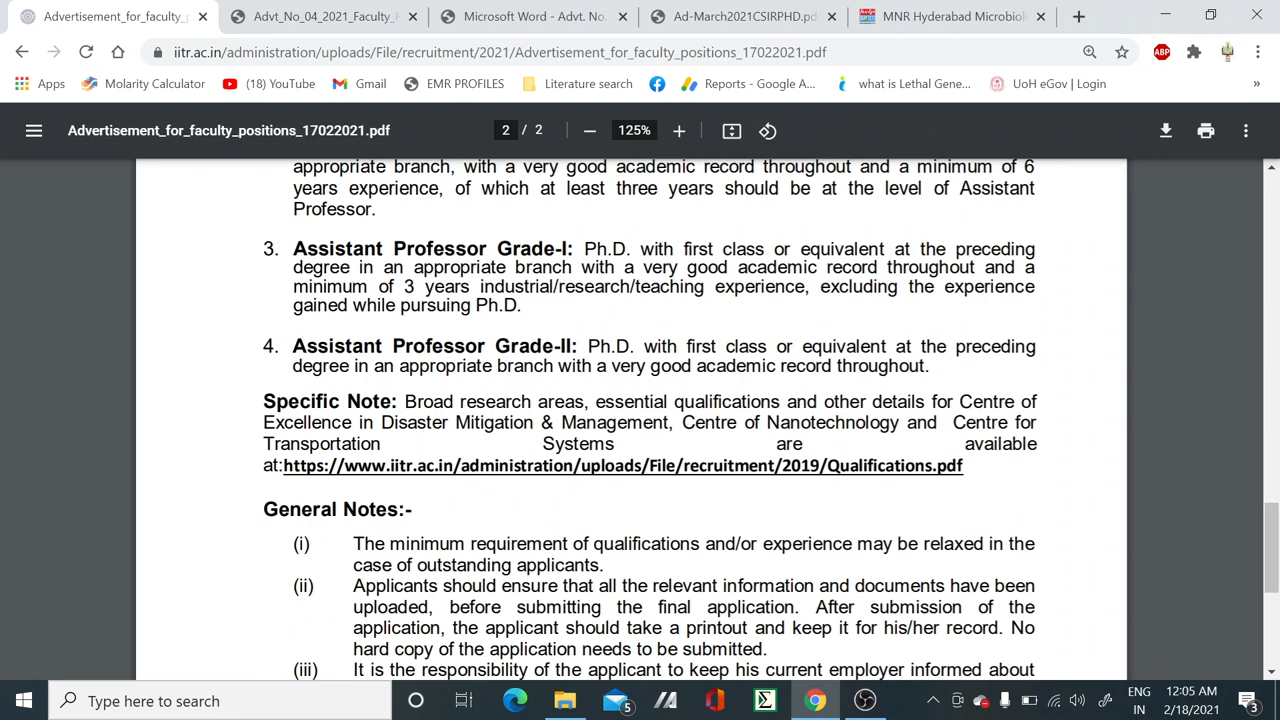 Advertisement_for_faculty_positions_
Advt_No_04_2021_Faculty_
Microsoft Word - Advt. No.
Ad-March2021CSIRPHD.pd
MNR Hyderabad Microbiol
iitr.ac.in/administration/uploads/File/recruitment/2021/Advertisement_for_faculty_positions_17022021.pdf
ABP
Apps
Molarity Calculator
(18) YouTube
Gmail
EMR PROFILES
Literature search
Reports - Google A...
what is Lethal Gene...
UoH eGov | Login
»
Advertisement_for_faculty_positions_17022021.pdf
2 / 2
125%
appropriate branch, with a very good academic record throughout and a minimum of 6
years experience, of which at least three years should be at the level of Assistant
Professor.
3. Assistant Professor Grade-I: Ph.D. with first class or equivalent at the preceding
degree in an appropriate branch with a very good academic record throughout and a
minimum of 3 years industrial/research/teaching experience, excluding the experience
gained while pursuing Ph.D.
4. Assistant Professor Grade-II: Ph.D. with first class or equivalent at the preceding
degree in an appropriate branch with a very good academic record throughout.
Specific Note: Broad research areas, essential qualifications and other details for Centre of
Excellence in Disaster Mitigation & Management, Centre of Nanotechnology and Centre for
Transportation Systems are available
at:https://www.iitr.ac.in/administration/uploads/File/recruitment/2019/Qualifications.pdf
General Notes:-
(i) The minimum requirement of qualifications and/or experience may be relaxed in the
case of outstanding applicants.
(ii) Applicants should ensure that all the relevant information and documents have been
uploaded, before submitting the final application. After submission of the
application, the applicant should take a printout and keep it for his/her record. No
hard copy of the application needs to be submitted.
(iii) It is the responsibility of the applicant to keep his current employer informed about
Type here to search
5
ENG
IN
12:05 AM
2/18/2021
3